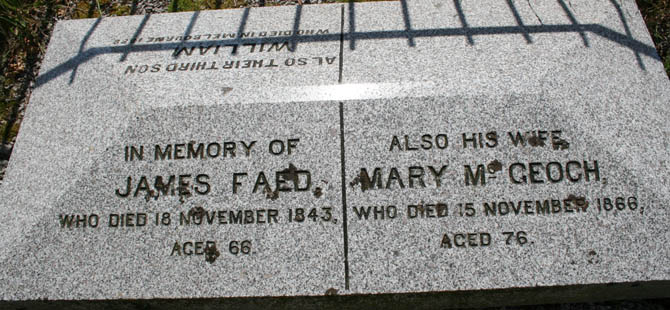 IN MEMORY OF
JAMES FAED.
WHO DIED 18 NOVEMBER 1843,
AGED 66.
ALSO HIS WIFE
MARY McGEOCH,
WHO DIED 15 NOVEMBER 1866,
AGED 76.
ALSO THEIR THIRD SON
WILLIAM
WHO DIED IN MELBOURNE